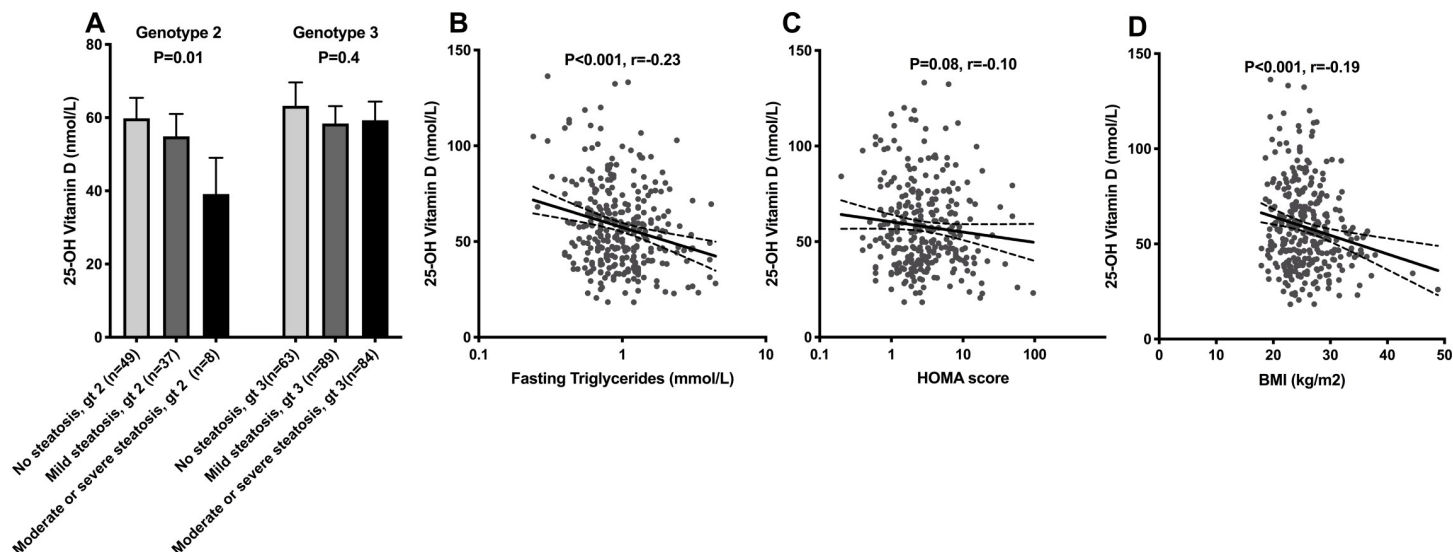 A
Genotype 2
P=0.01
Genotype 3
P=0.4
25-OH Vitamin D (nmol/L)
80
60
40
20
0
No steatosis, gt 2 (n=49)
Mild steatosis, gt 2 (n=37)
Moderate or severe steatosis, gt 2 (n=8)
No steatosis, gt 3(n=63)
Mild steatosis, gt 3 (n=89)
Moderate or severe steatosis, gt 3(n=84)
B
P<0.001, r=-0.23
25-OH Vitamin D (nmol/L)
150
100
50
0
0.1 1 10
Fasting Triglycerides (mmol/L)
C
P=0.08, r=-0.10
25-OH Vitamin D (nmol/L)
150
100
50
0
0.1 1 10 100
HOMA score
D
P<0.001, r=-0.19
25-OH Vitamin D (nmol/L)
150
100
50
0
0 10 20 30 40 50
BMI (kg/m2)